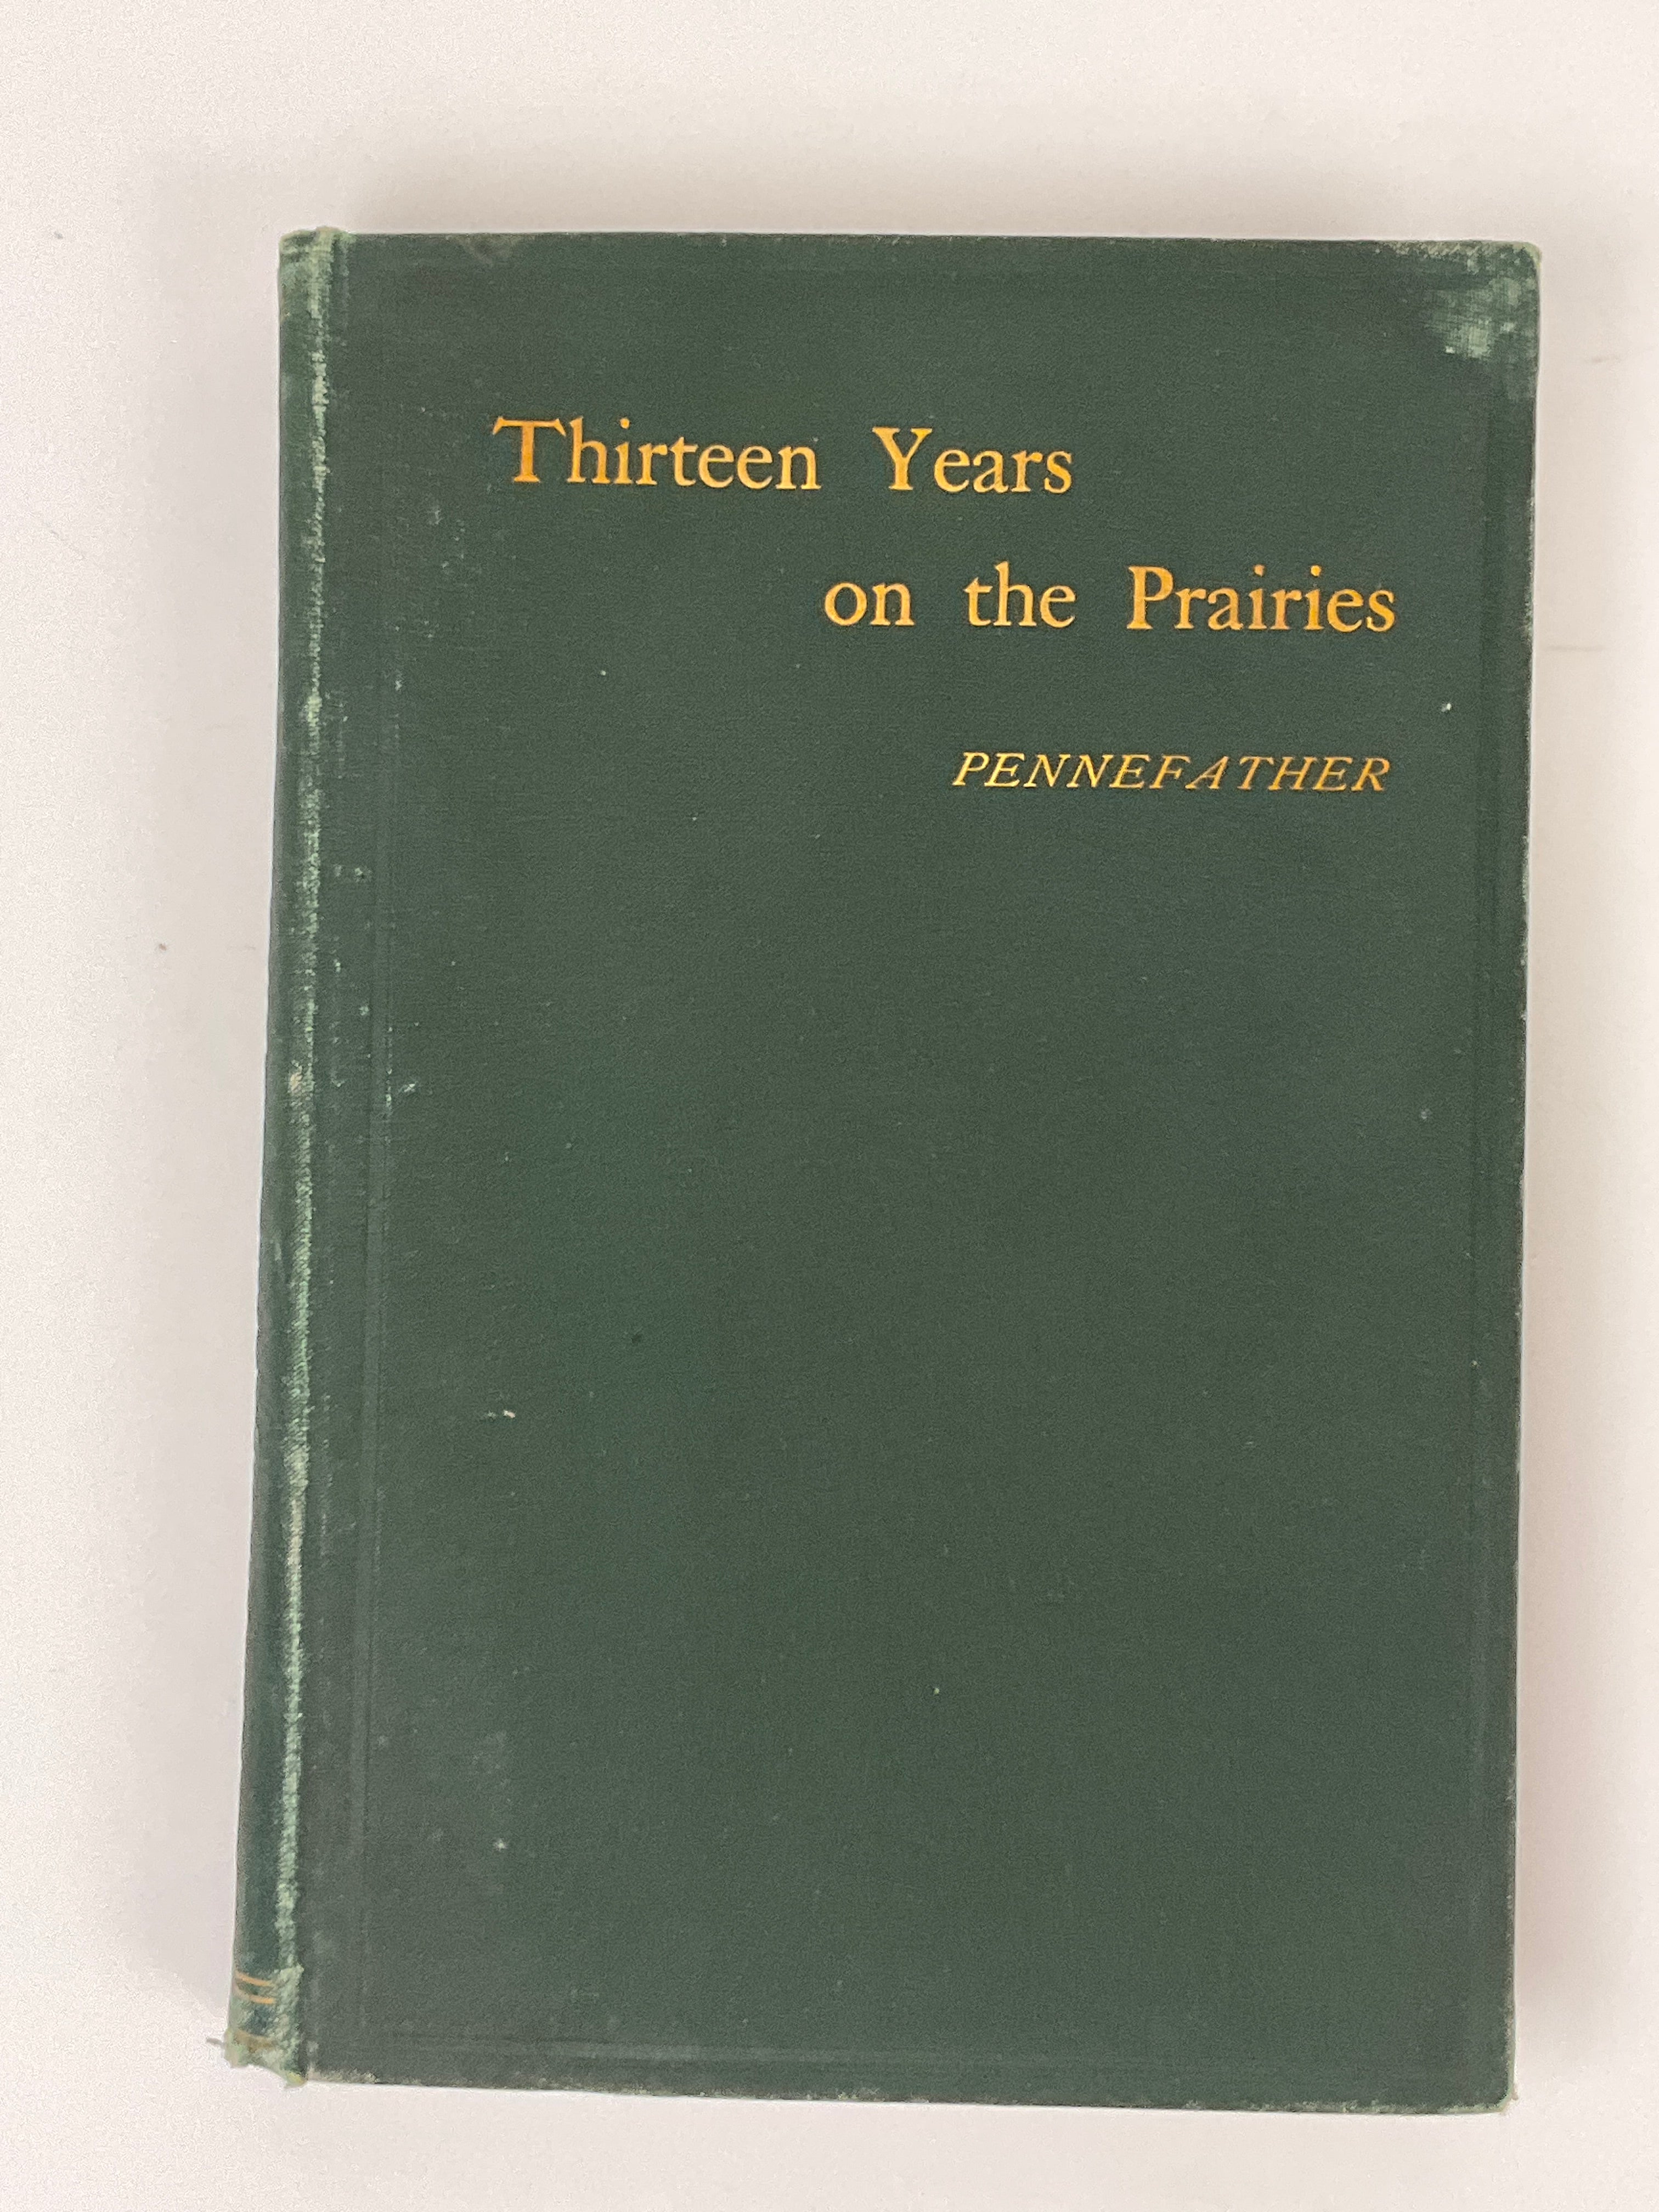 Thirteen Years
on the Prairies
PENNEFATHER